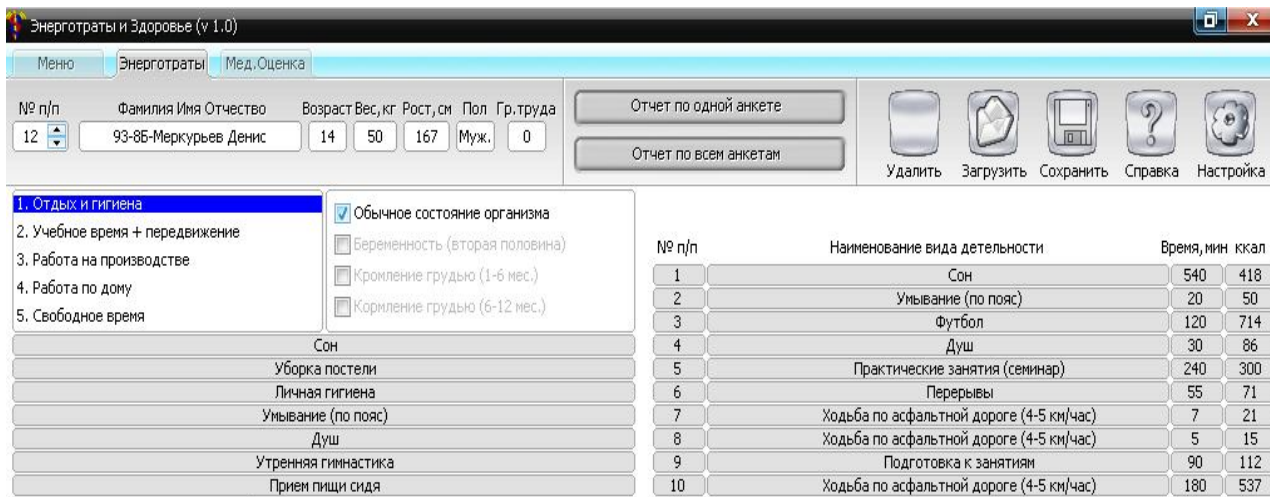 Энерготраты и Здоровье (v 1.0)
Меню Энерготраты Мед.Оценка
№ п/п Фамилия Имя Отчество Возраст Вес, кг Рост, см Пол Гр.труда
12 93-8Б-Меркурьев Денис 14 50 167 Муж. 0
Отчет по одной анкете
Отчет по всем анкетам
Удалить Загрузить Сохранить Справка Настройка
1. Отдых и гигиена
2. Учебное время + передвижение
3. Работа на производстве
4. Работа по дому
5. Свободное время
Обычное состояние организма
Беременность (вторая половина)
Кромление грудью (1-6 мес.)
Кормление грудью (6-12 мес.)
Сон
Уборка постели
Личная гигиена
Умывание (по пояс)
Душ
Утренняя гимнастика
Прием пищи сидя
№ п/п Наименование вида детельности Время, мин ккал
1 Сон 540 418
2 Умывание (по пояс) 20 50
3 Футбол 120 714
4 Душ 30 86
5 Практические занятия (семинар) 240 300
6 Перерывы 55 71
7 Ходьба по асфальтной дороге (4-5 км/час) 7 21
8 Ходьба по асфальтной дороге (4-5 км/час) 5 15
9 Подготовка к занятиям 90 112
10 Ходьба по асфальтной дороге (4-5 км/час) 180 537